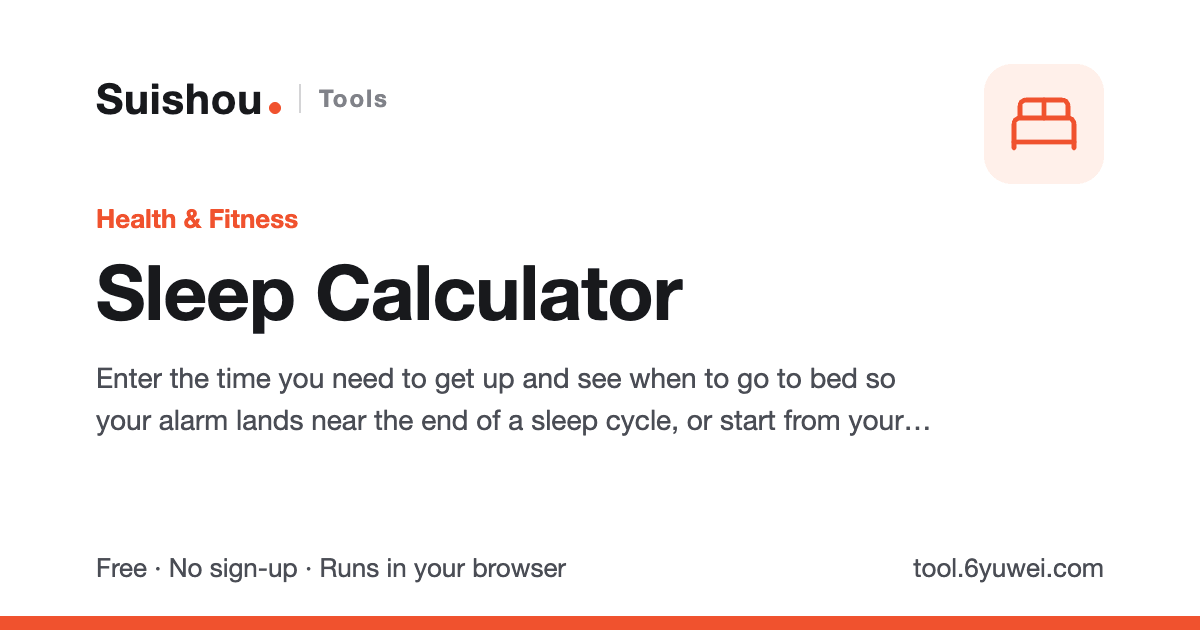 Suishou. | Tools
Health & Fitness
Sleep Calculator
Enter the time you need to get up and see when to go to bed so
your alarm lands near the end of a sleep cycle, or start from your…
Free · No sign-up · Runs in your browser
tool.6yuwei.com